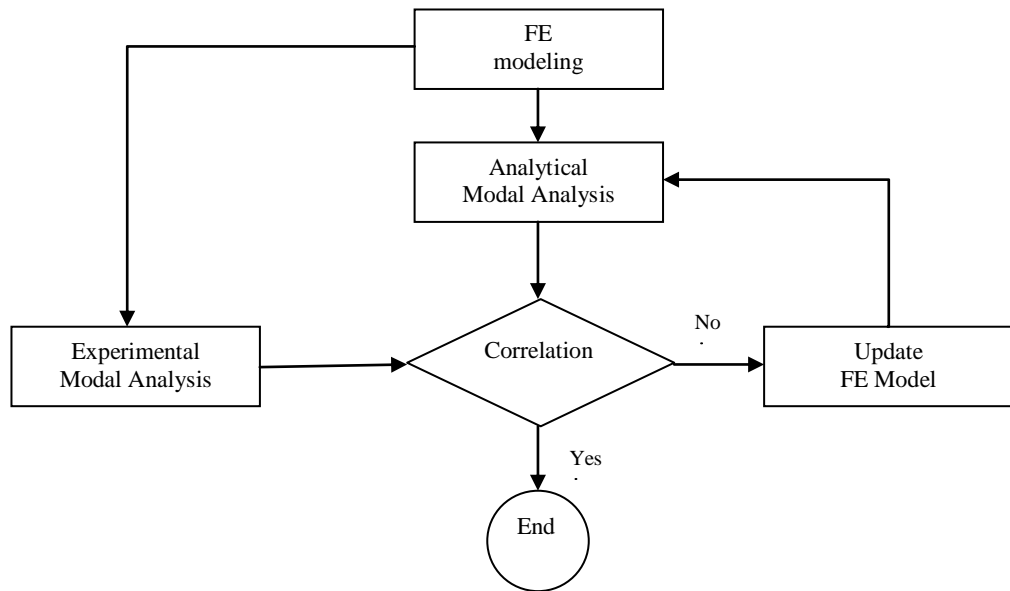 FE
modeling
Analytical
Modal Analysis
Experimental
Modal Analysis
Correlation
No
.
Update
FE Model
Yes
.
End